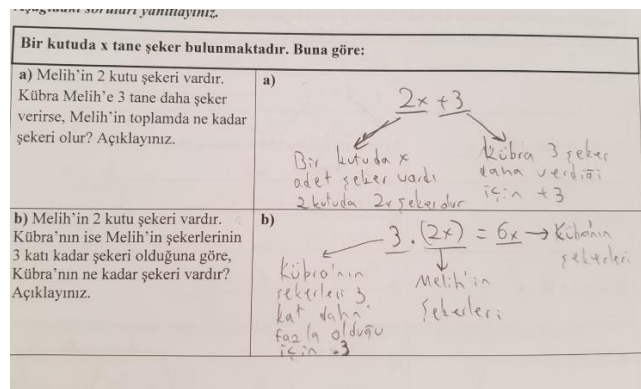 Aşağıdaki soruları yanıtlayınız.
Bir kutuda x tane şeker bulunmaktadır. Buna göre:
a) Melih'in 2 kutu şekeri vardır.
Kübra Melih'e 3 tane daha şeker
verirse, Melih'in toplamda ne kadar
şekeri olur? Açıklayınız.
a)
2x + 3
Bir kutuda x
adet şeker vardı
2 kutuda 2x şeker olur
Kübra 3 şeker
daha verdiği
için +3
b) Melih'in 2 kutu şekeri vardır.
Kübra'nın ise Melih'in şekerlerinin
3 katı kadar şekeri olduğuna göre,
Kübra'nın ne kadar şekeri vardır?
Açıklayınız.
b)
3 . (2x) = 6x → Kübra'nın
şekerleri
Kübra'nın
şekerleri 3
kat daha
fazla olduğu
için .3
Melih'in
şekerleri